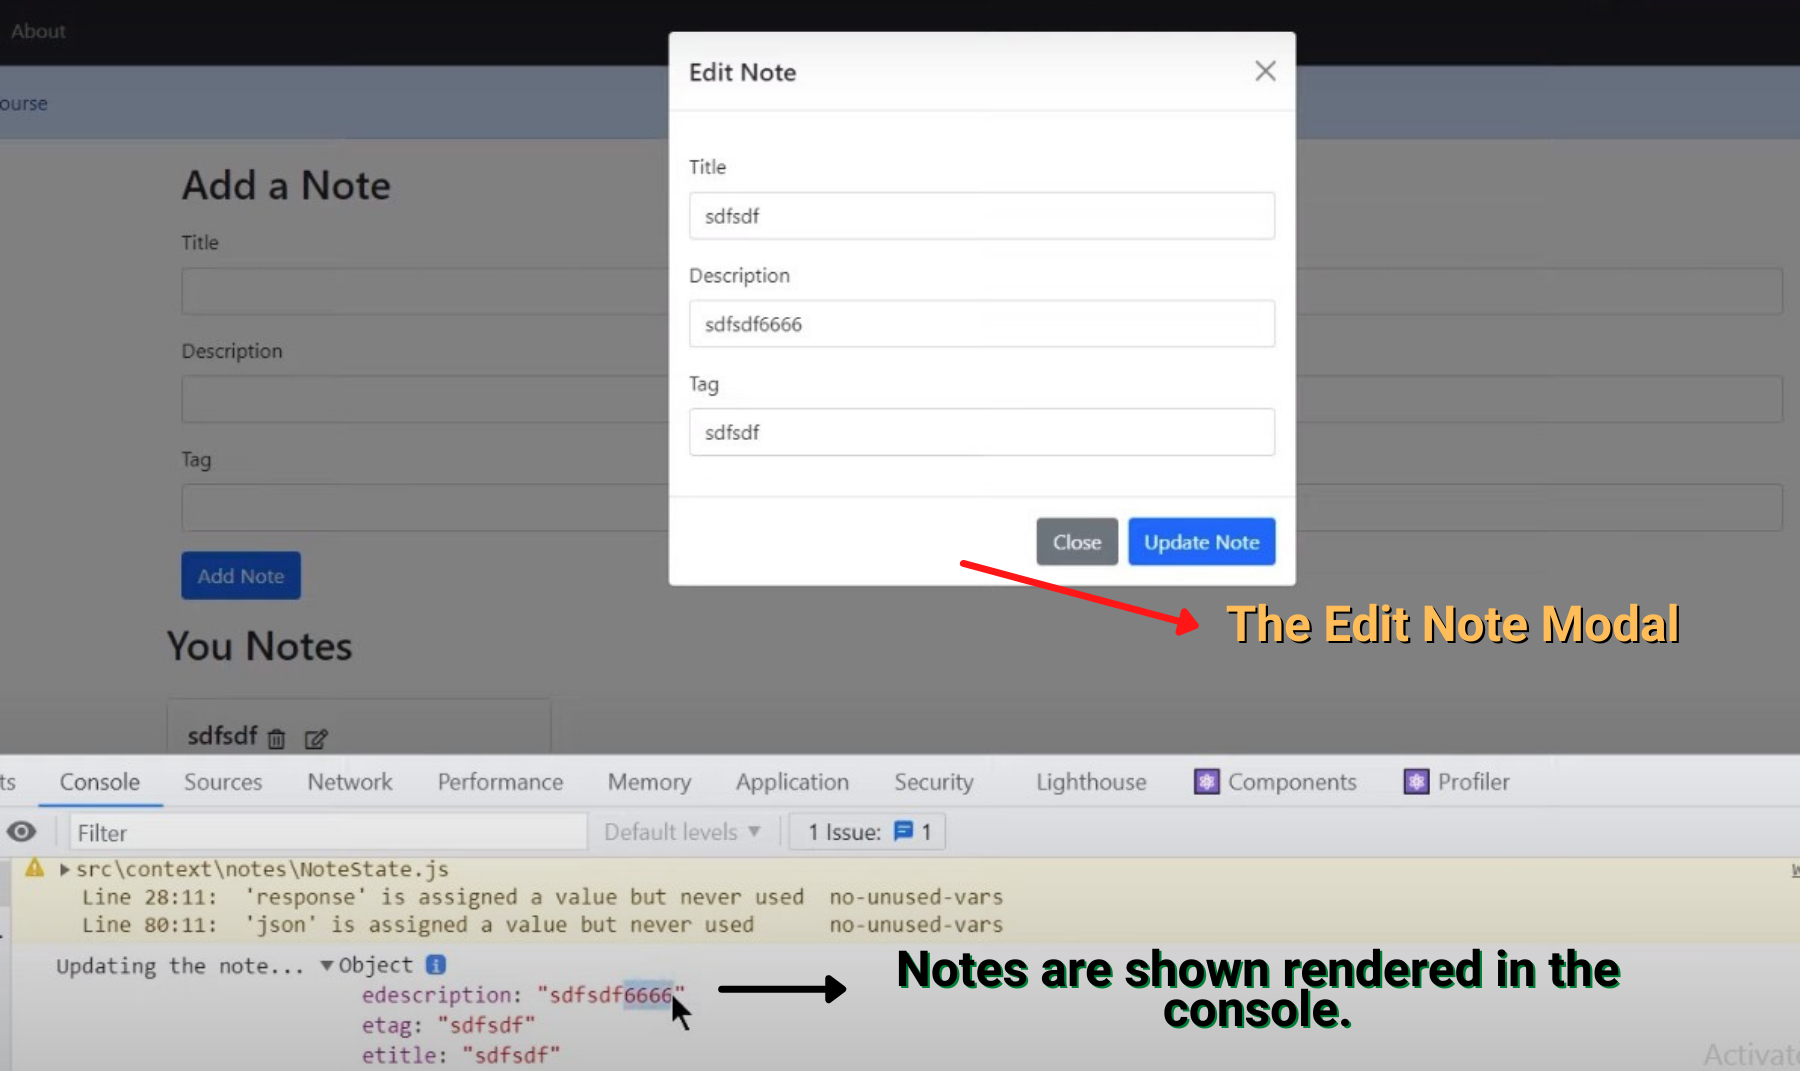 About
ourse
Edit Note
Title
sdfsdf
Description
sdfsdf6666
Tag
sdfsdf
Close
Update Note
Add a Note
Title
Description
Tag
Add Note
The Edit Note Modal
You Notes
sdfsdf
ts Console Sources Network Performance Memory Application Security Lighthouse Components Profiler
Filter Default levels ▼ 1 Issue: 1
▶ src\context\notes\NoteState.js
Line 28:11: 'response' is assigned a value but never used no-unused-vars
Line 80:11: 'json' is assigned a value but never used no-unused-vars
Updating the note... ▼Object i
edescription: "sdfsdf6666"
etag: "sdfsdf"
etitle: "sdfsdf"
Notes are shown rendered in the
console.
Activat